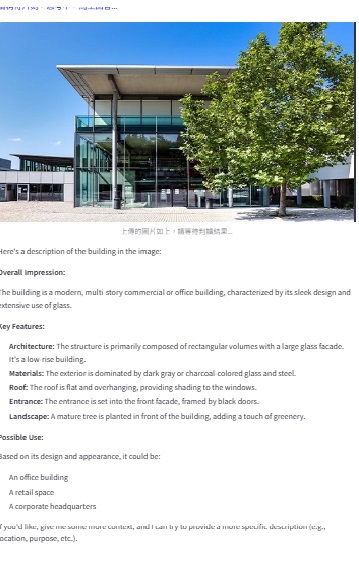 上傳的圖片如上，請等待判讀結果...
Here's a description of the building in the image:
Overall Impression:
The building is a modern, multi-story commercial or office building, characterized by its sleek design and
extensive use of glass.
Key Features:
Architecture: The structure is primarily composed of rectangular volumes with a large glass facade.
It's a low-rise building.
Materials: The exterior is dominated by dark gray or charcoal-colored glass and steel.
Roof: The roof is flat and overhanging, providing shading to the windows.
Entrance: The entrance is set into the front facade, framed by black doors.
Landscape: A mature tree is planted in front of the building, adding a touch of greenery.
Possible Use:
Based on its design and appearance, it could be:
An office building
A retail space
A corporate headquarters
If you'd like, give me some more context, and I can try to provide a more specific description (e.g.,
location, purpose, etc.).